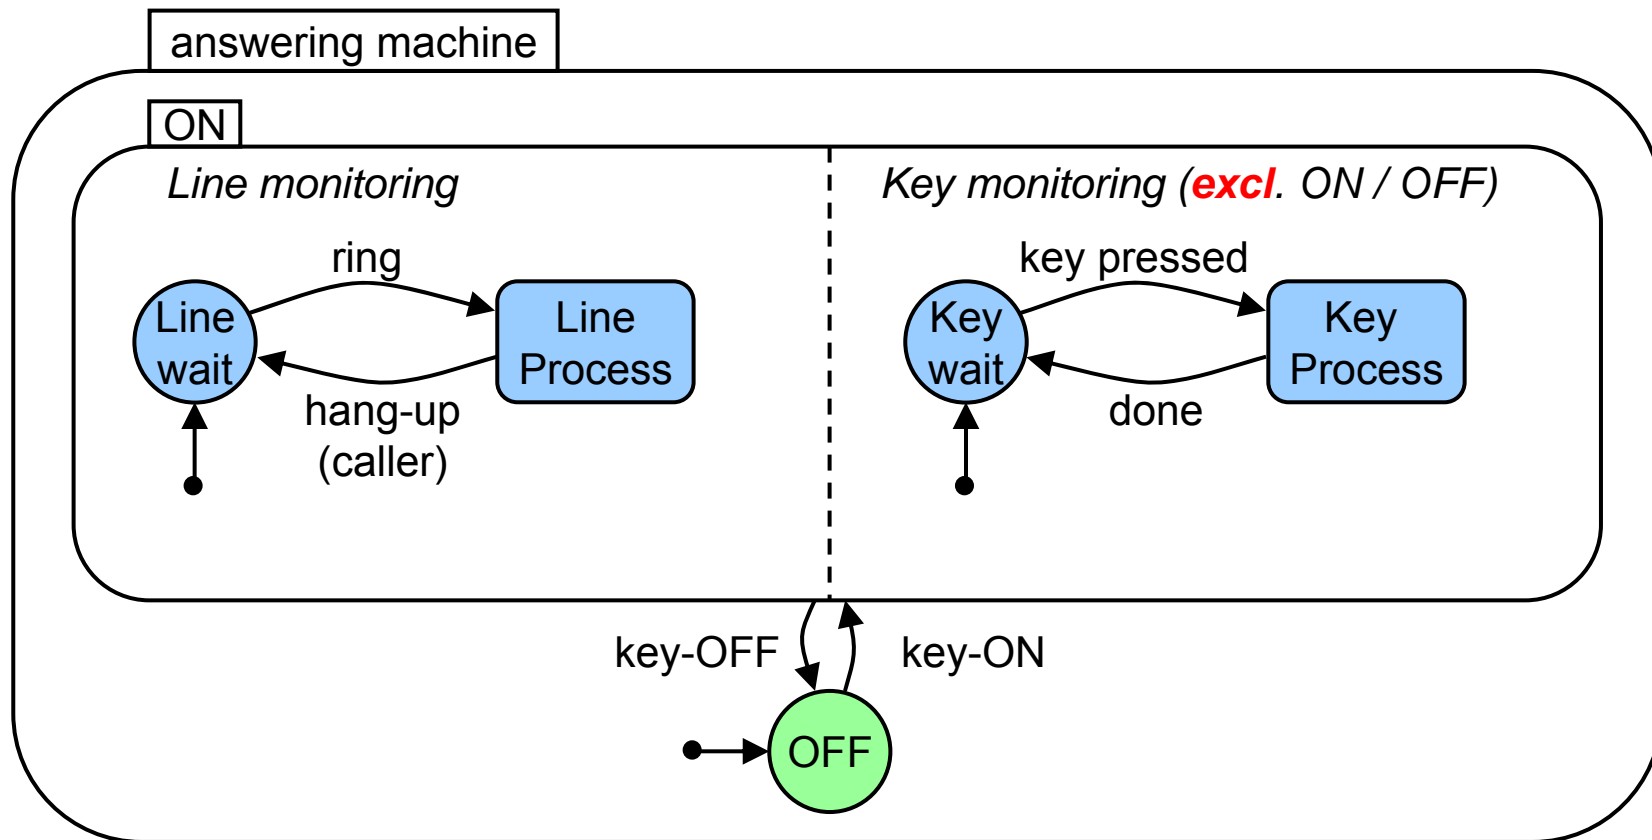 answering machine
ON
Line monitoring
Key monitoring (excl. ON / OFF)
ring
key pressed
Line
wait
Line
Process
Key
wait
Key
Process
hang-up
(caller)
done
key-OFF
key-ON
OFF